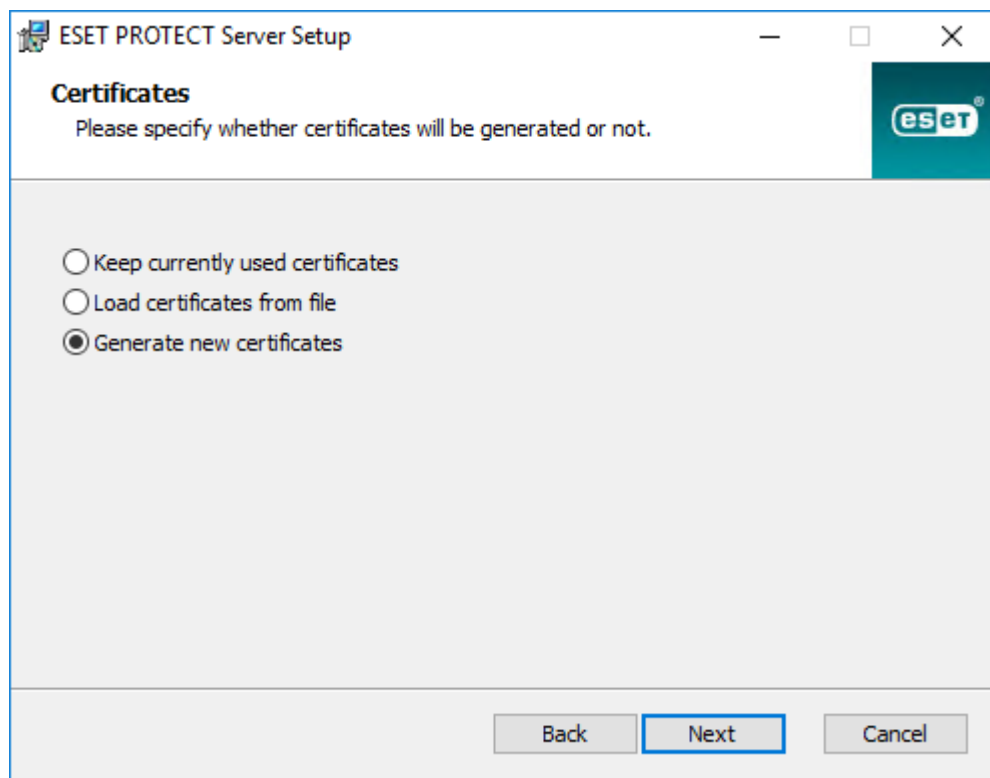 ESET PROTECT Server Setup
Certificates
Please specify whether certificates will be generated or not.
eseT®
Keep currently used certificates
Load certificates from file
Generate new certificates
Back Next Cancel